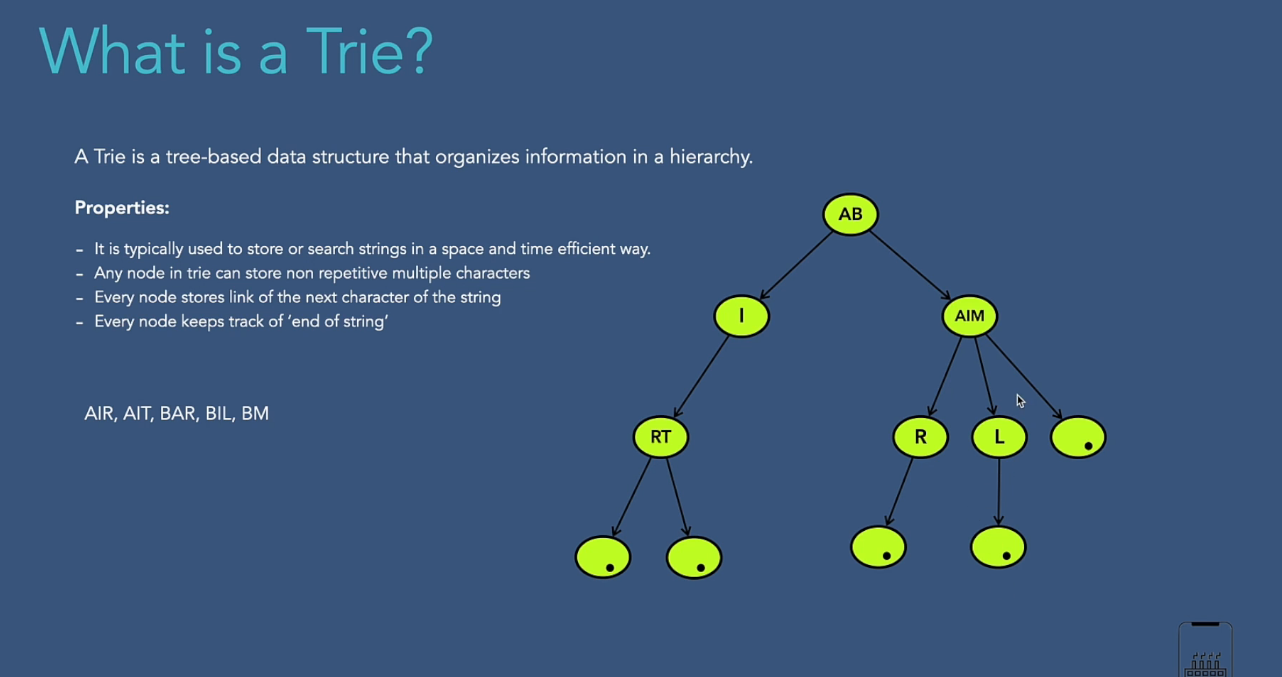 What is a Trie?
A Trie is a tree-based data structure that organizes information in a hierarchy.
Properties:
- It is typically used to store or search strings in a space and time efficient way.
- Any node in trie can store non repetitive multiple characters
- Every node stores link of the next character of the string
- Every node keeps track of ‘end of string’
AIR, AIT, BAR, BIL, BM
AB
I
AIM
RT
R
L